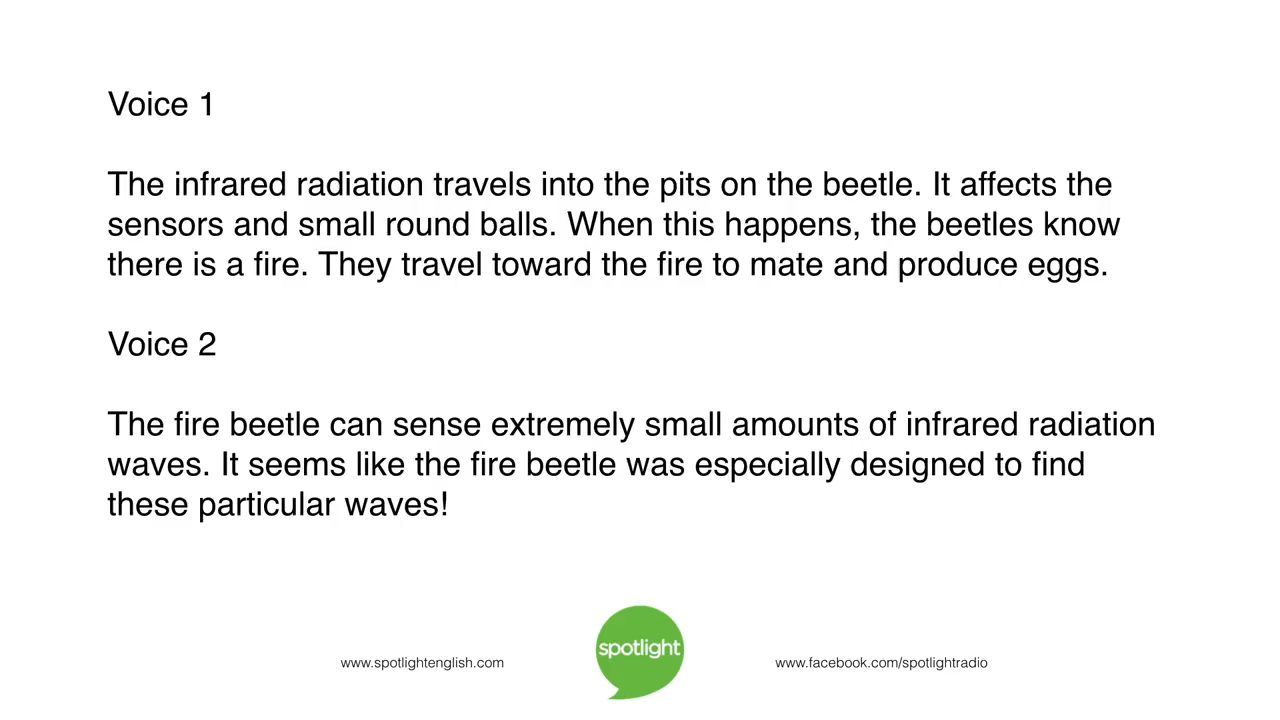 Voice 1
The infrared radiation travels into the pits on the beetle. It affects the
sensors and small round balls. When this happens, the beetles know
there is a fire. They travel toward the fire to mate and produce eggs.
Voice 2
The fire beetle can sense extremely small amounts of infrared radiation
waves. It seems like the fire beetle was especially designed to find
these particular waves!
www.spotlightenglish.com
spotlight
www.facebook.com/spotlightradio